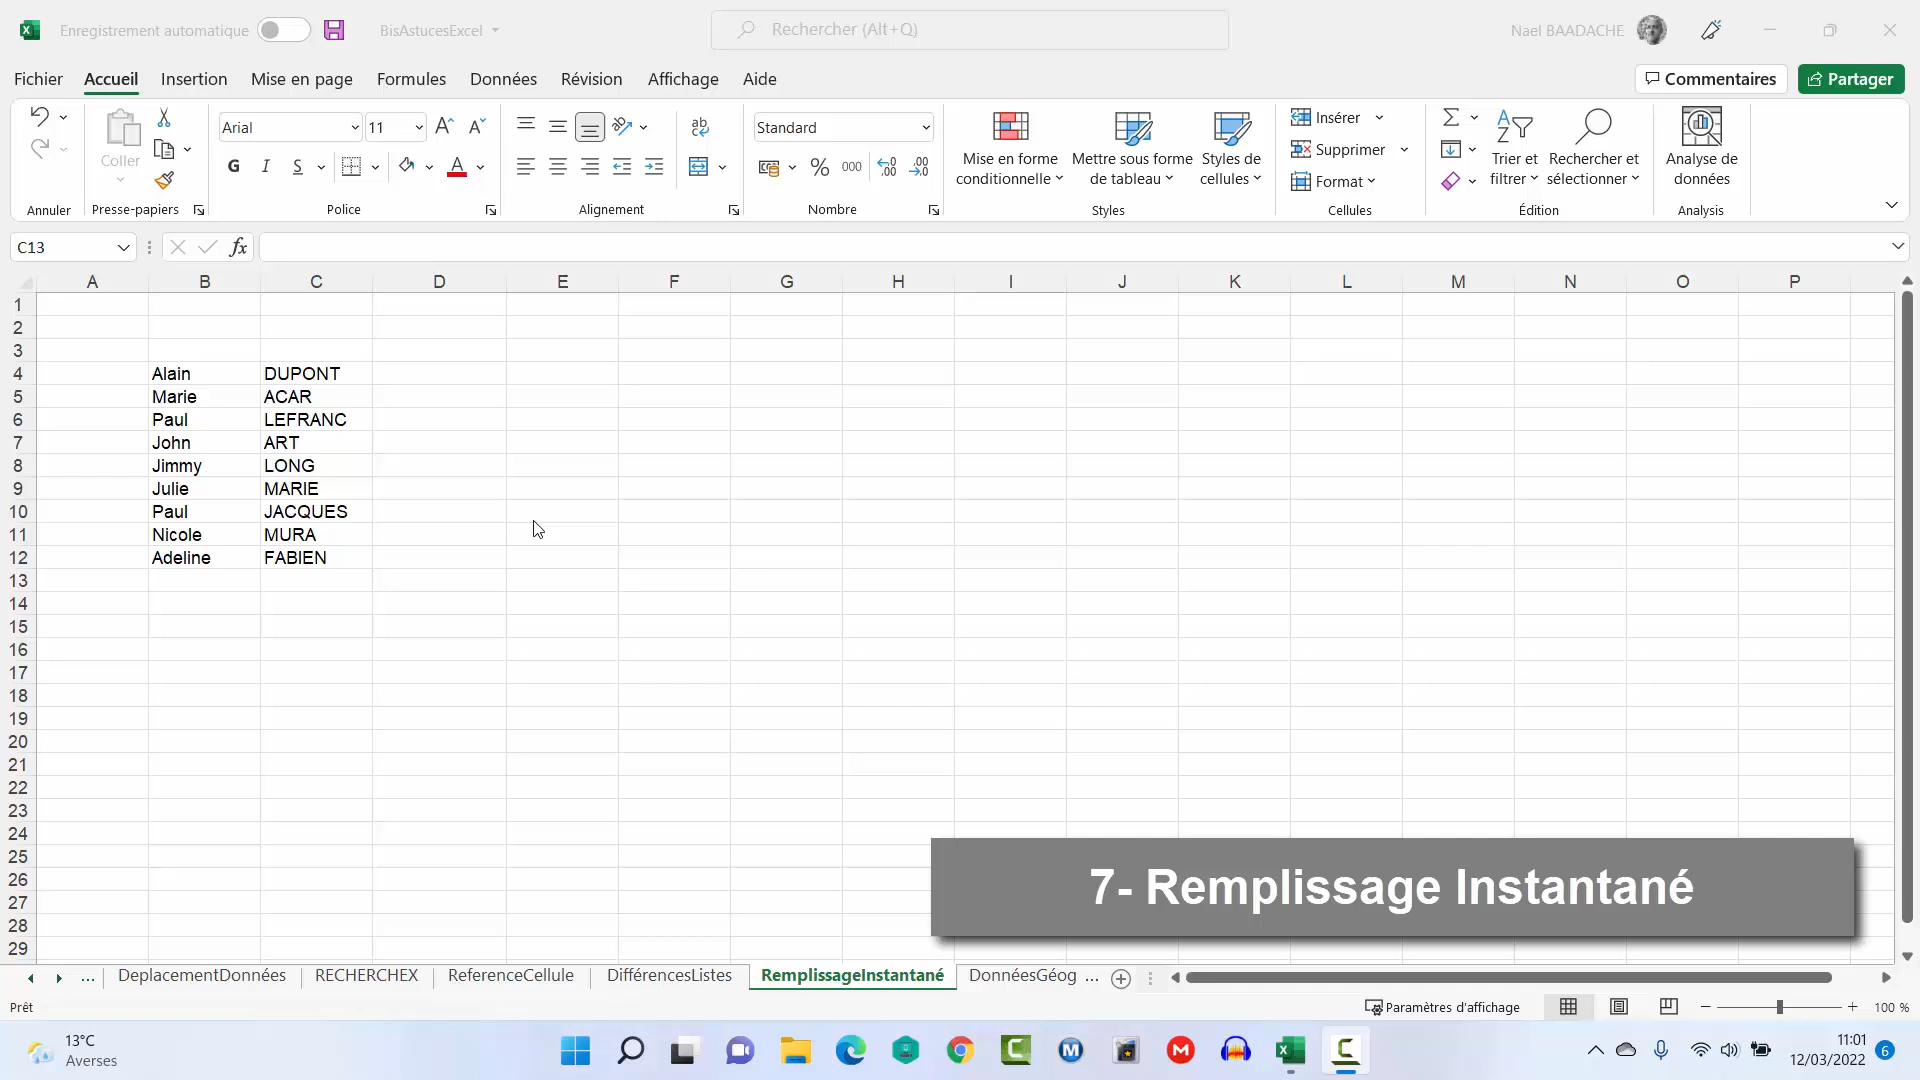 Enregistrement automatique
BisAstucesExcel
Rechercher (Alt+Q)
Nael BAADACHE
Fichier Accueil Insertion Mise en page Formules Données Révision Affichage Aide
Commentaires
Partager
Annuler
Coller
Presse-papiers
Arial
11
G I S
Police
Alignement
Standard
% 000
Nombre
Mise en forme
conditionnelle
Mettre sous forme
de tableau
Styles de
cellules
Styles
Insérer
Supprimer
Format
Cellules
Trier et
filtrer
Rechercher et
sélectionner
Édition
Analyse de
données
Analysis
C13
fx
A B C D E F G H I J K L M N O P
1
2
3
4 Alain DUPONT
5 Marie ACAR
6 Paul LEFRANC
7 John ART
8 Jimmy LONG
9 Julie MARIE
10 Paul JACQUES
11 Nicole MURA
12 Adeline FABIEN
13
14
15
16
17
18
19
20
21
22
23
24
25
26
27
28
29
7- Remplissage Instantané
... DeplacementDonnées RECHERCHEX ReferenceCellule DifférencesListes RemplissageInstantané DonnéesGéog ...
Prêt
Paramètres d'affichage
100 %
13°C
Averses
11:01
12/03/2022
6